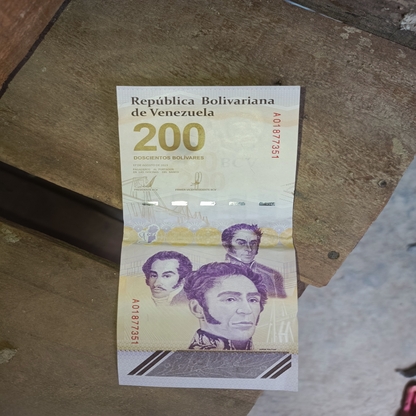 República Bolivariana
de Venezuela
A01877351
200
DOSCIENTOS BOLÍVARES
A01877351